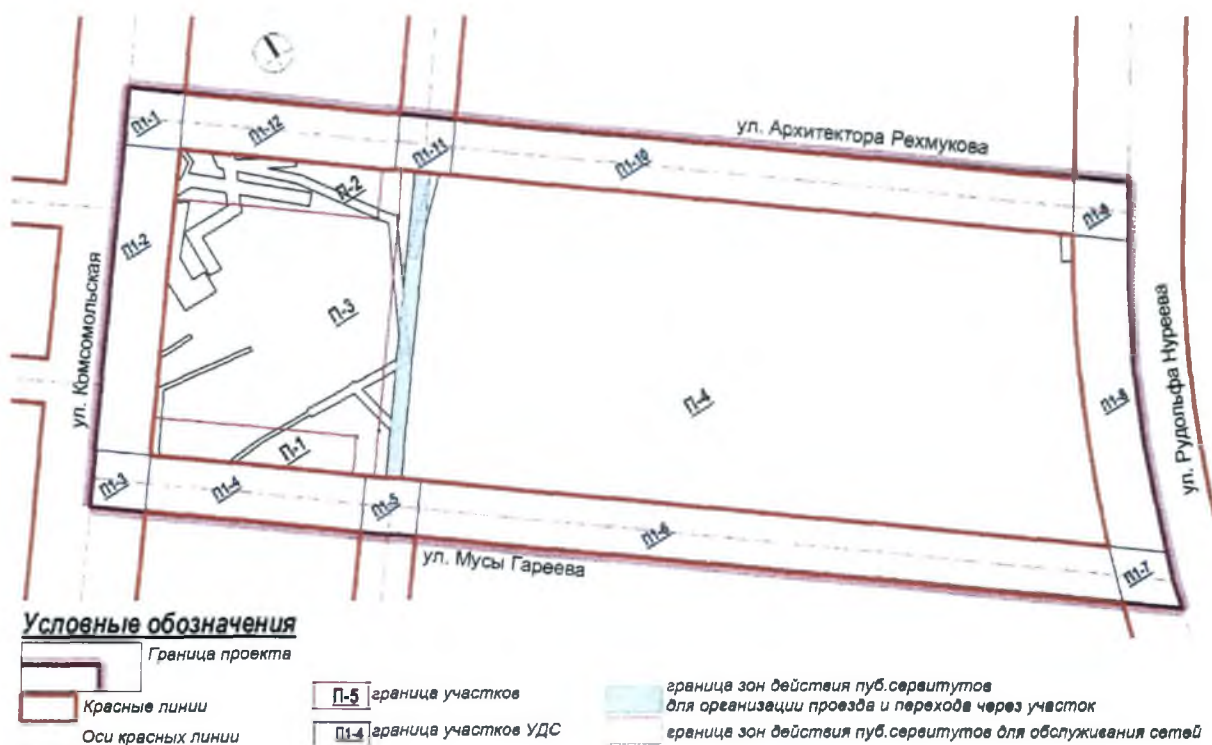 ул. Архитектора Рехмукова
П1-1
П1-12
П1-11
П1-10
П1-9
П-2
П1-2
ул. Комсомольская
П-3
П-4
П1-8
ул. Рудольфа Нуреева
П-1
П1-3
П1-4
П1-5
П1-6
П1-7
ул. Мусы Гареева
Условные обозначения
Граница проекта
Красные линии
Оси красных линии
П-5 граница участков
П1-4 граница участков УДС
граница зон действия пуб.сервитутов
для организации проезда и перехода через участок
граница зон действия пуб.сервитутов для обслуживания сетей